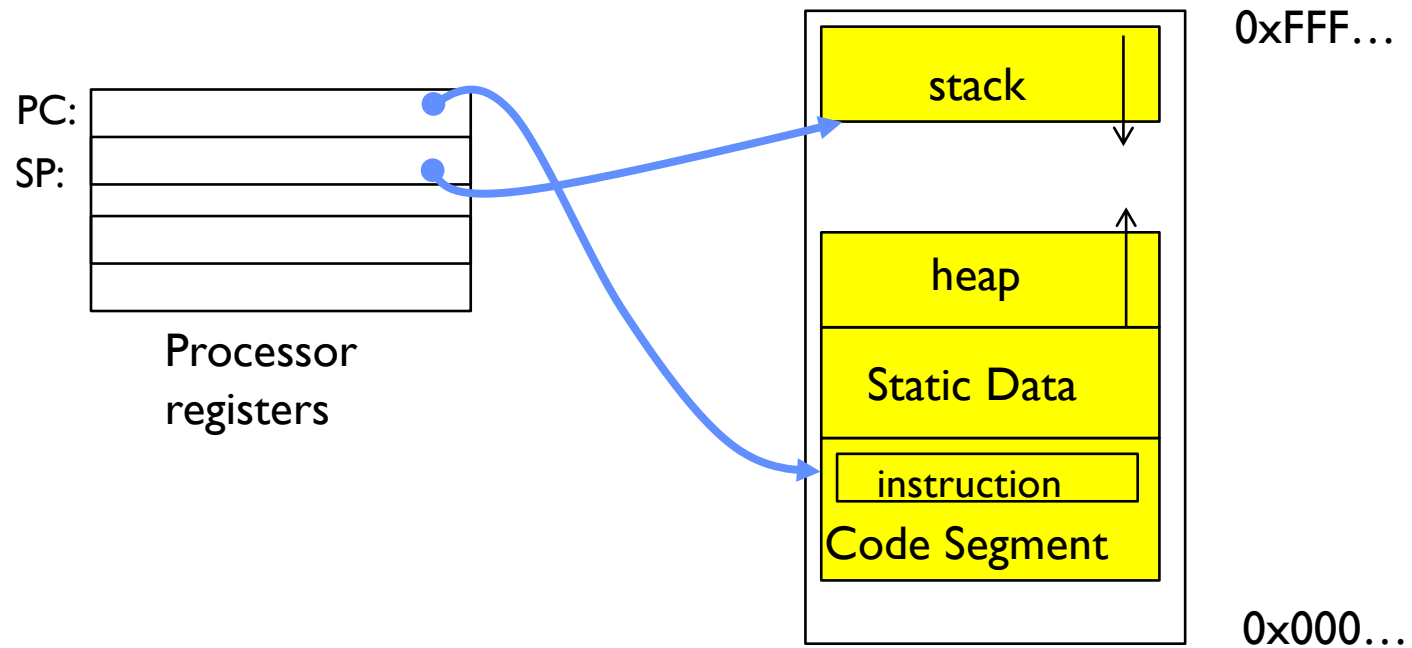 PC:
SP:
Processor
registers
stack
heap
Static Data
instruction
Code Segment
0xFFF…
0x000…